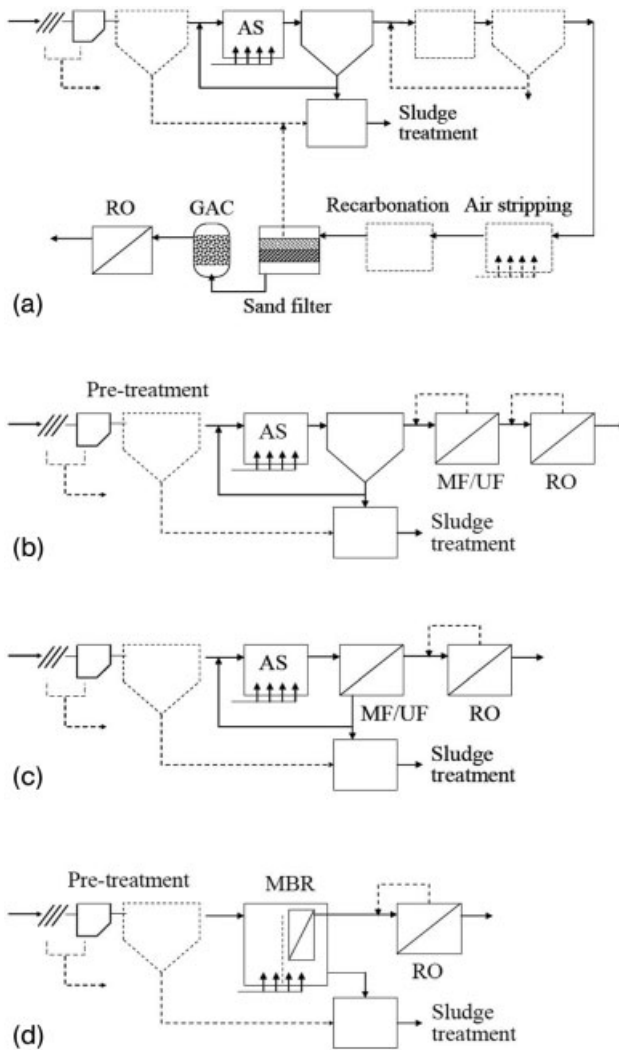 AS
Sludge
treatment
RO
GAC
Recarbonation
Air stripping
Sand filter
(a)
Pre-treatment
AS
MF/UF
RO
Sludge
treatment
(b)
AS
MF/UF
RO
Sludge
treatment
(c)
Pre-treatment
MBR
RO
Sludge
treatment
(d)